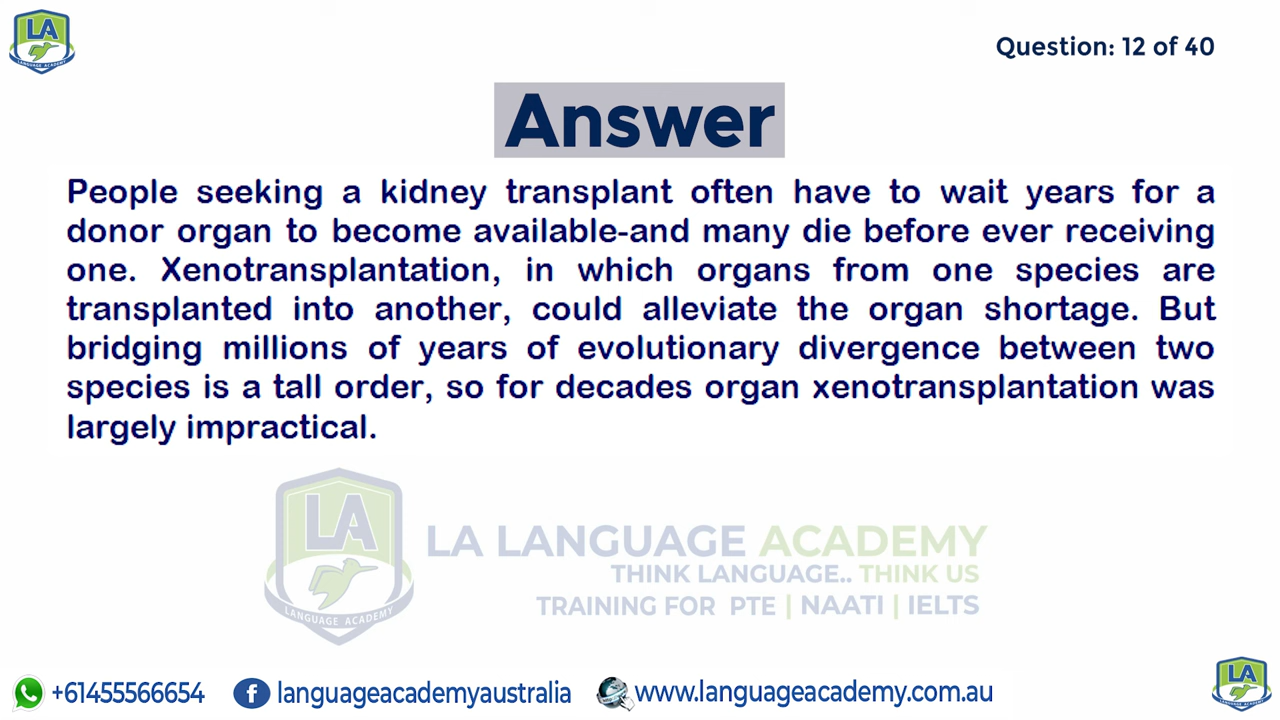 LA
LANGUAGE ACADEMY
Question: 12 of 40
Answer
People seeking a kidney transplant often have to wait years for a
donor organ to become available-and many die before ever receiving
one. Xenotransplantation, in which organs from one species are
transplanted into another, could alleviate the organ shortage. But
bridging millions of years of evolutionary divergence between two
species is a tall order, so for decades organ xenotransplantation was
largely impractical.
LA
LANGUAGE ACADEMY
LA LANGUAGE ACADEMY
THINK LANGUAGE.. THINK US
TRAINING FOR PTE | NAATI | IELTS
+61455566654
languageacademyaustralia
www.languageacademy.com.au
LA
LANGUAGE ACADEMY